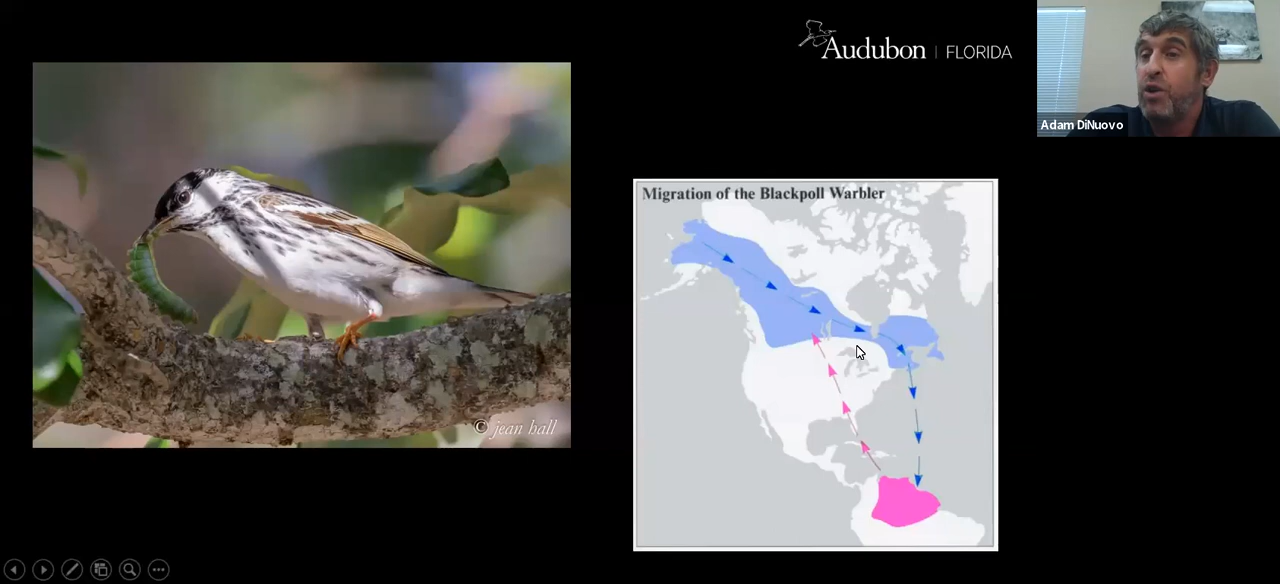 Audubon | FLORIDA
Adam DiNuovo
Migration of the Blackpoll Warbler
© jean hall